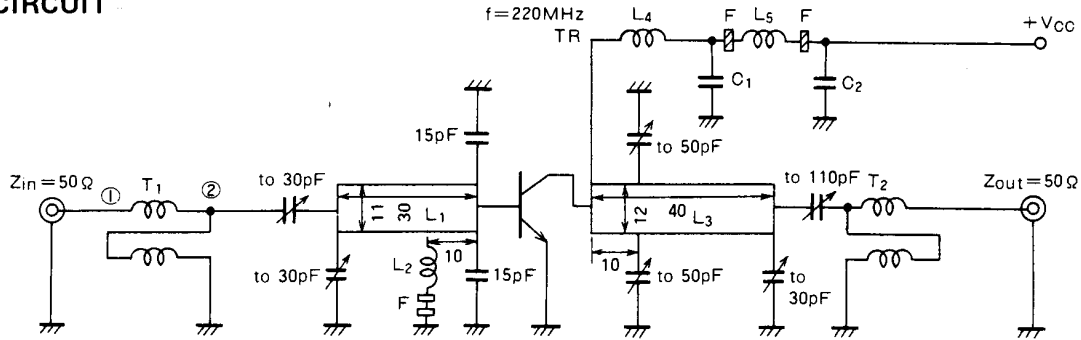 CIRCUIT
f=220MHz
TR
L4
F
L5
F
+VCC
C1
C2
15pF
to 50pF
Zin=50Ω
①
T1
②
to 30pF
11
30
L1
12
40
L3
to 110pF
T2
Zout=50Ω
to 30pF
L2
10
15pF
F
10
to 50pF
to
30pF